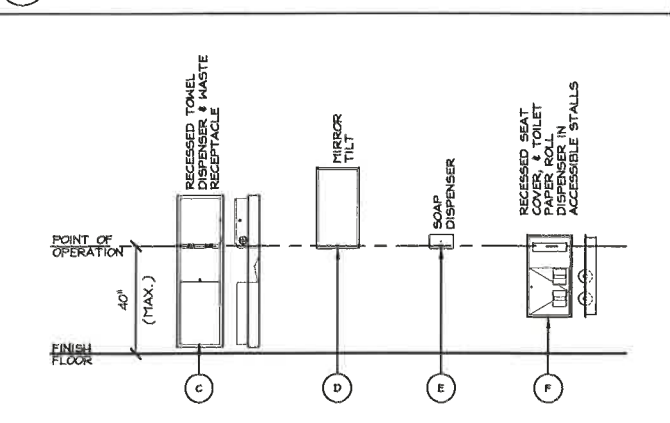 RECESSED TOWEL
DISPENSER & WASTE
RECEPTACLE
MIRROR
TILT
SOAP
DISPENSER
RECESSED SEAT
COVER, & TOILET
PAPER ROLL
DISPENSER IN
ACCESSIBLE STALLS
POINT OF
OPERATION
40"
(MAX.)
FINISH
FLOOR
C
D
E
F